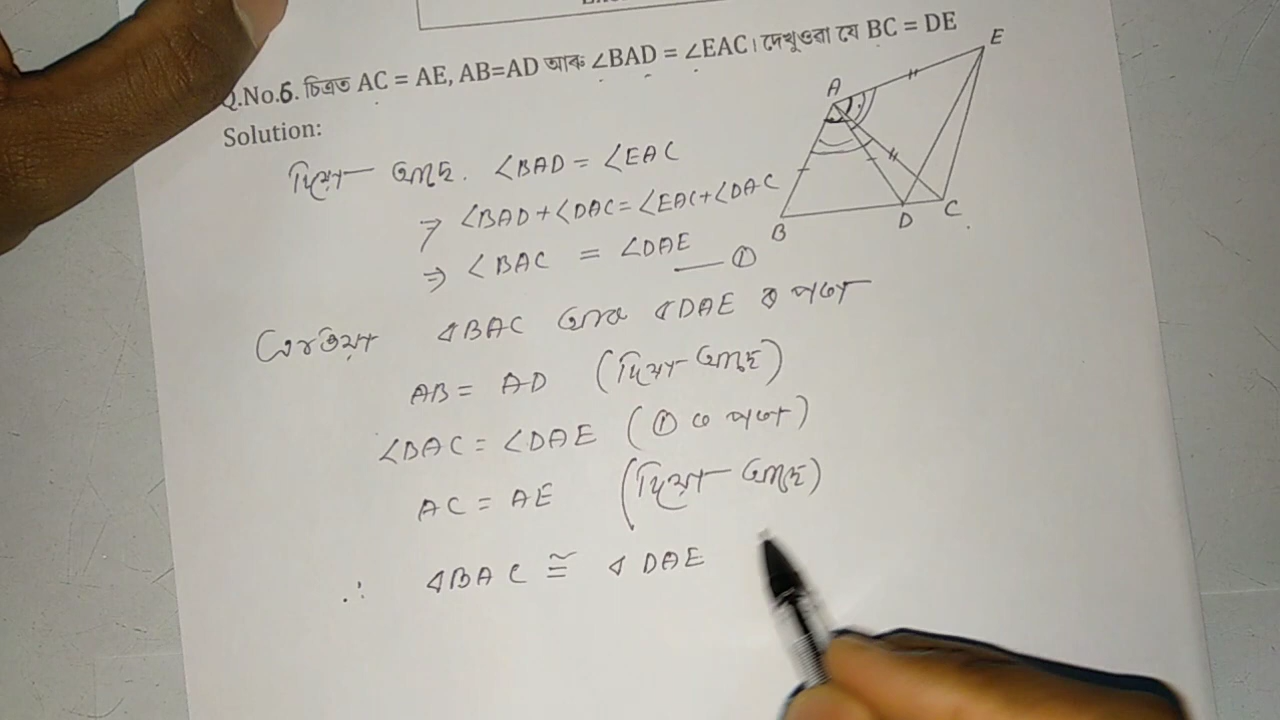 Q.No.6. চিত্ৰত AC = AE, AB=AD আৰু ∠BAD = ∠EAC। দেখুওৱা যে BC = DE
Solution:
দিয়া আছে. ∠BAD = ∠EAC
⇒ ∠BAD + ∠DAC = ∠EAC + ∠DAC
⇒ ∠BAC = ∠DAE — ①
এতিয়া △BAC আৰু △DAE ৰ পৰা
AB = AD (দিয়া আছে)
∠DAC = ∠DAE (① ৰ পৰা)
AC = AE (দিয়া আছে)
∴ △BAC ≅ △DAE
A
E
B
D
C